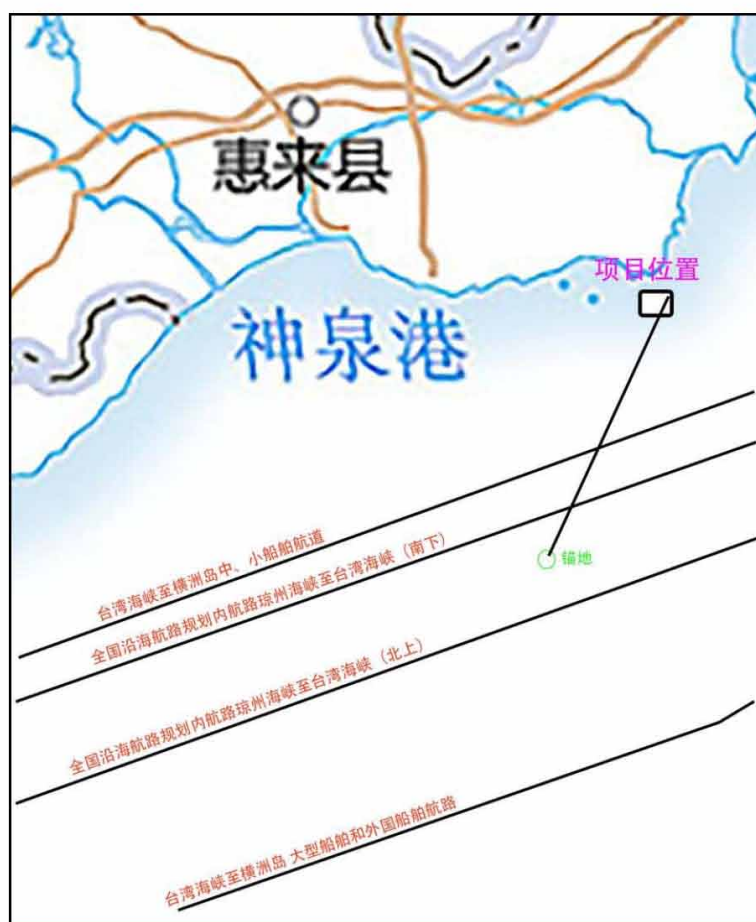 惠来县
项目位置
神泉港
台湾海峡至横洲岛中、小船舶航道
全国沿海航路规划内航路琼州海峡至台湾海峡（南下）
锚地
全国沿海航路规划内航路琼州海峡至台湾海峡（北上）
台湾海峡至横洲岛 大型船舶和外国船舶航路